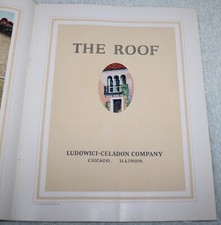 THE ROOF
LUDOWICI-CELADON COMPANY
CHICAGO, ILLINOIS